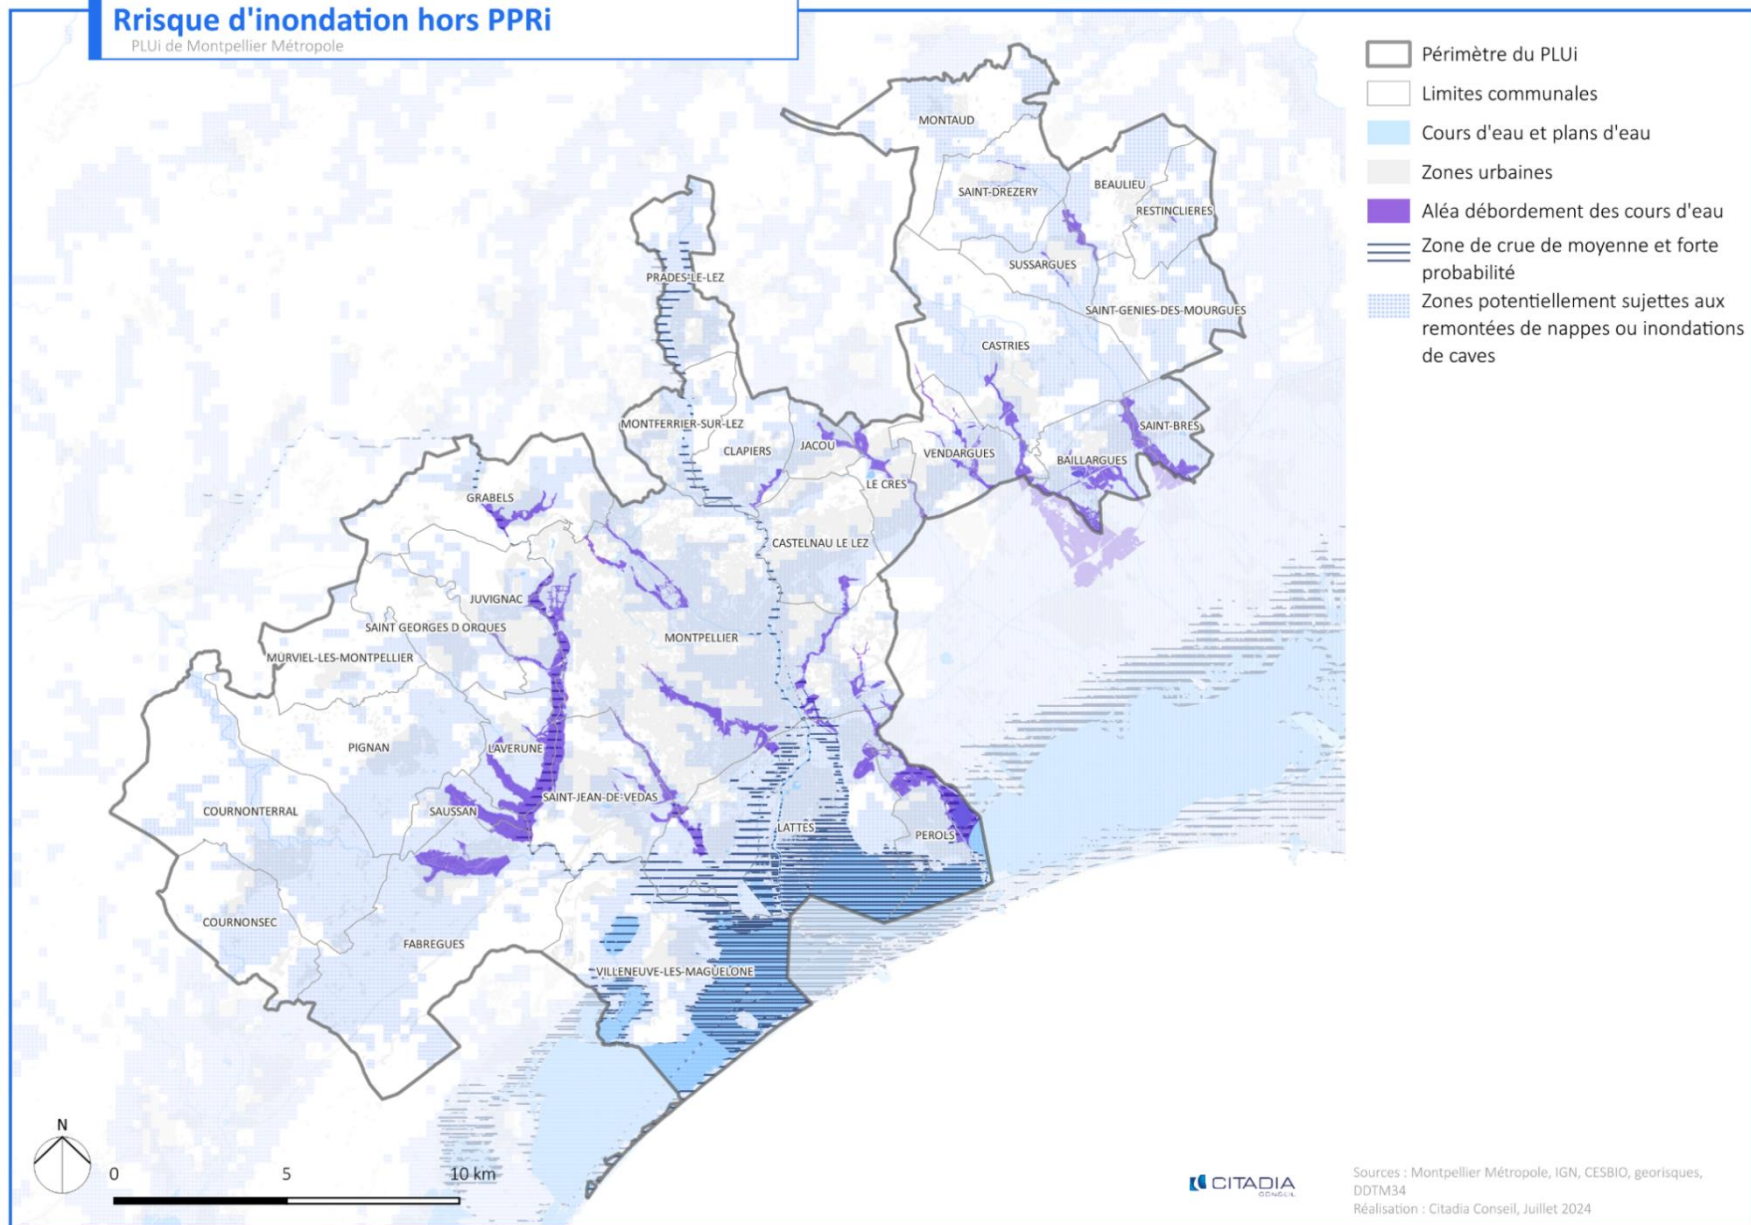 Rrisque d'inondation hors PPRi
PLUi de Montpellier Métropole
Périmètre du PLUi
Limites communales
Cours d'eau et plans d'eau
Zones urbaines
Aléa débordement des cours d'eau
Zone de crue de moyenne et forte
probabilité
Zones potentiellement sujettes aux
remontées de nappes ou inondations
de caves
MONTAUD
SAINT-DREZERY
BEAULIEU
RESTINCLIERES
PRADES-LE-LEZ
SUSSARGUES
SAINT-GENIES-DES-MOURGUES
CASTRIES
MONTFERRIER-SUR-LEZ
SAINT-BRES
CLAPIERS
JACOU
VENDARGUES
BAILLARGUES
LE CRES
GRABELS
CASTELNAU LE LEZ
JUVIGNAC
SAINT GEORGES D ORQUES
MONTPELLIER
MURVIEL-LES-MONTPELLIER
PIGNAN
LAVERUNE
SAINT-JEAN-DE-VEDAS
COURNONTERRAL
SAUSSAN
LATTES
PEROLS
COURNONSEC
FABREGUES
VILLENEUVE-LES-MAGUELONE
N
0
5
10 km
CITADIA
CONSEIL
Sources : Montpellier Métropole, IGN, CESBIO, georisques,
DDTM34
Réalisation : Citadia Conseil, Juillet 2024